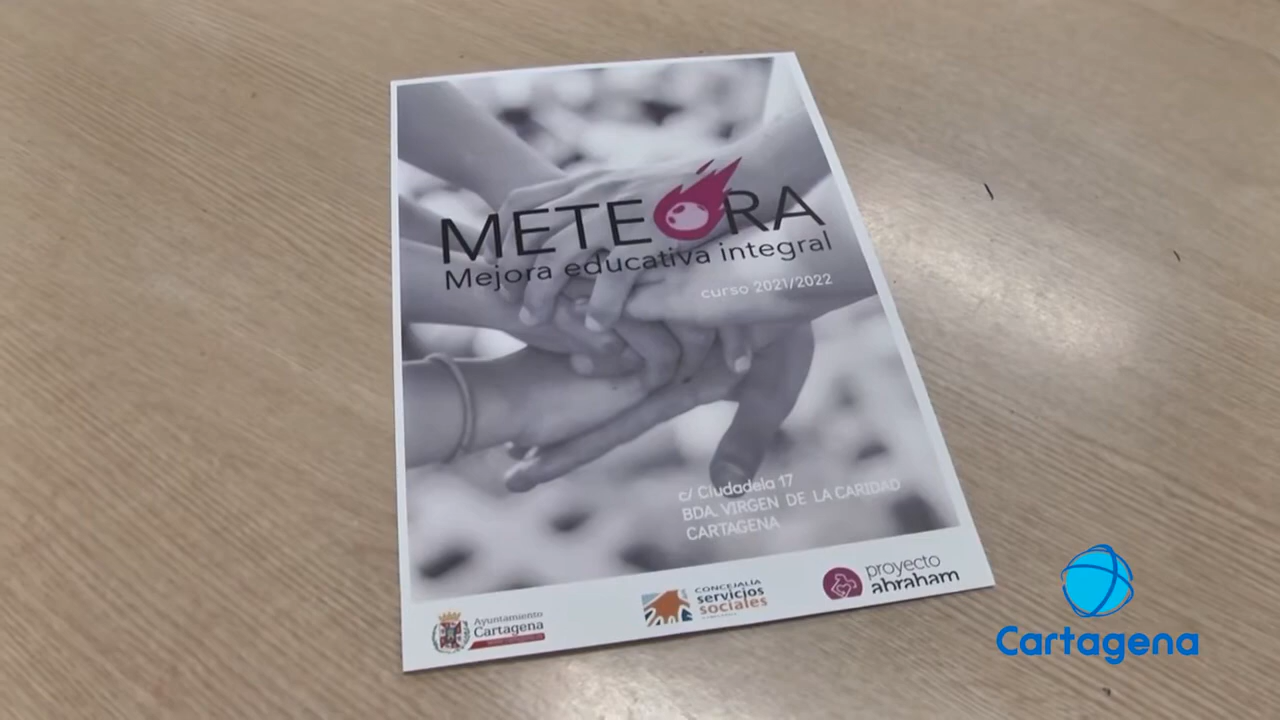 METEORA
Mejora educativa integral
curso 2021/2022
c/ Ciudadela 17
BDA. VIRGEN DE LA CARIDAD
CARTAGENA
Ayuntamiento
Cartagena
CONCEJALÍA
servicios
sociales
proyecto
abraham
Cartagena